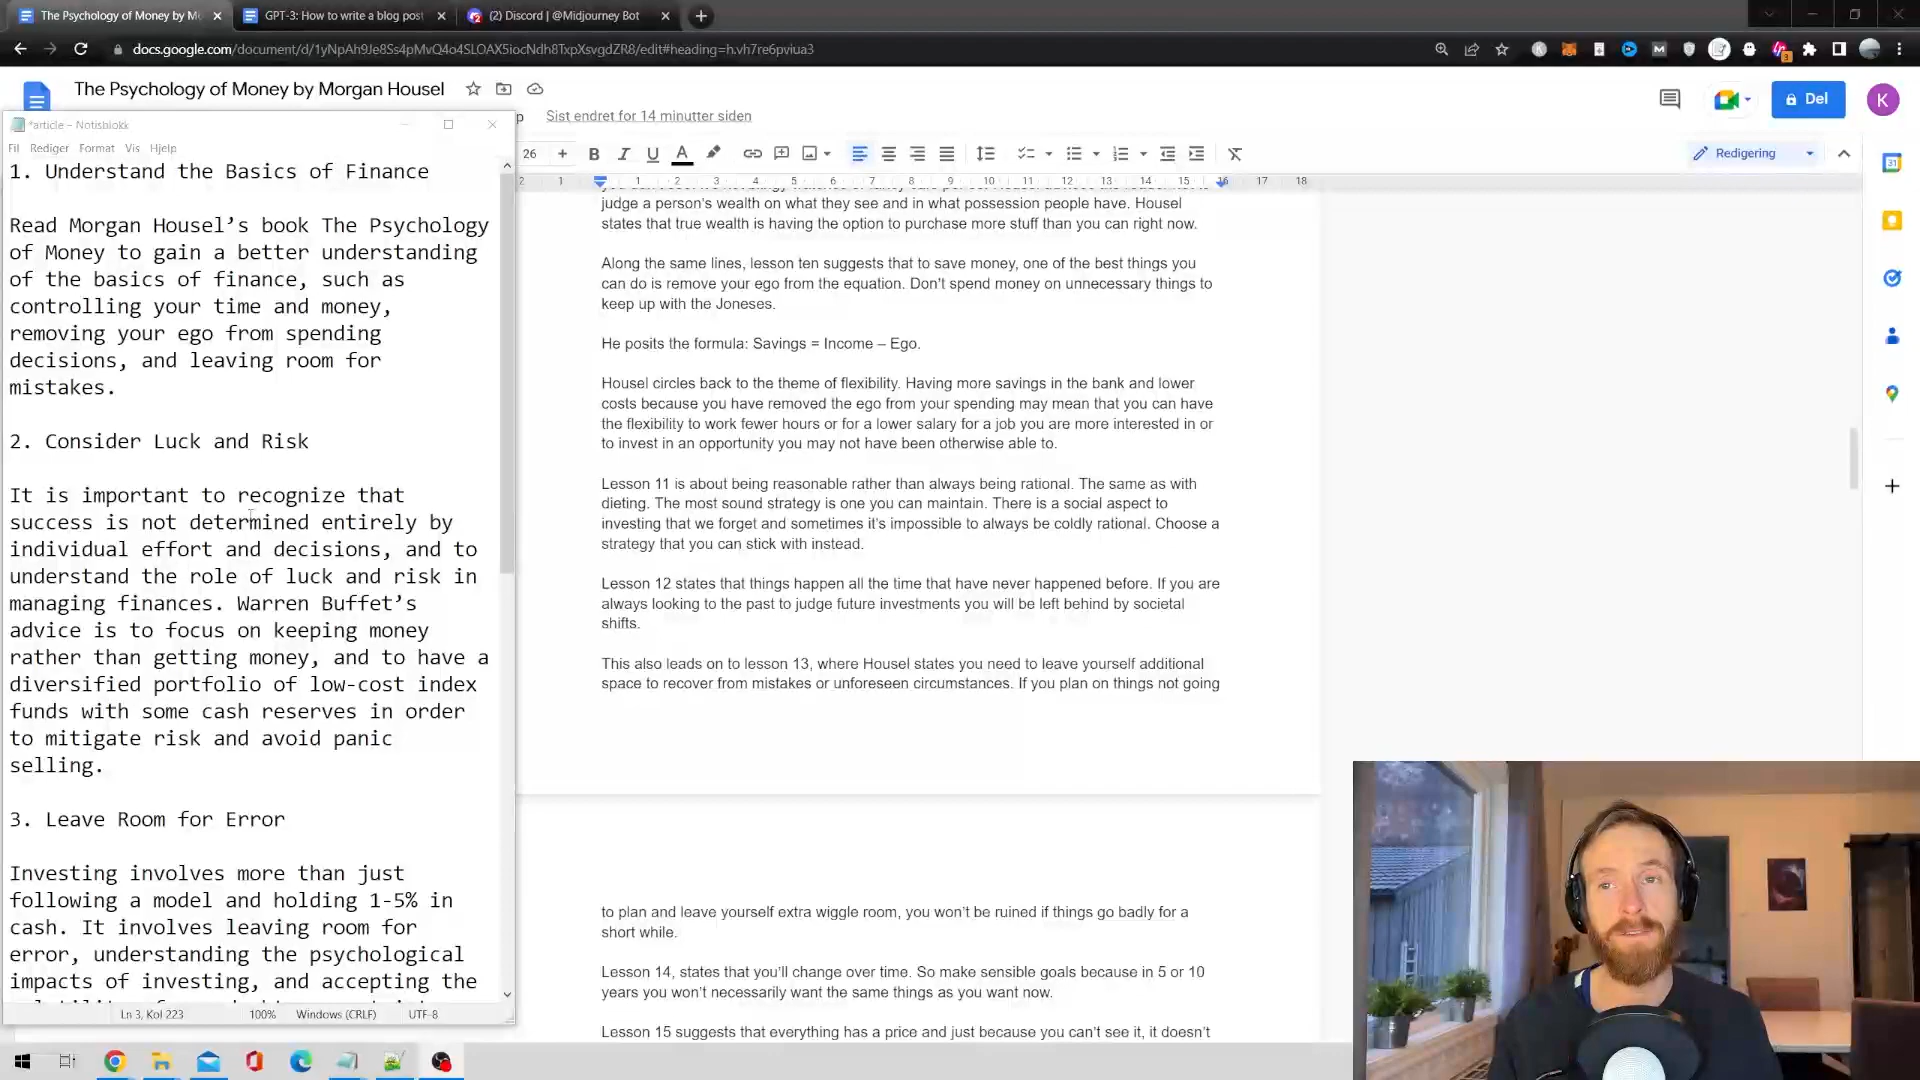 The Psychology of Money by M
GPT-3: How to write a blog post
(2) Discord | @Midjourney Bot
docs.google.com/document/d/1yNpAh9Je8Ss4pMvQ4o4SLOAX5iocNdh8TxpXsvgdZR8/edit#heading=h.vh7re6pviua3
The Psychology of Money by Morgan Housel
Sist endret for 14 minutter siden
Del
K
*article – Notisblokk
Fil Rediger Format Vis Hjelp
26
Redigering
2 1 1 2 3 4 5 6 7 8 9 10 11 12 13 14 15 16 17 18
1. Understand the Basics of Finance
Read Morgan Housel’s book The Psychology
of Money to gain a better understanding
of the basics of finance, such as
controlling your time and money,
removing your ego from spending
decisions, and leaving room for
mistakes.
2. Consider Luck and Risk
It is important to recognize that
success is not determined entirely by
individual effort and decisions, and to
understand the role of luck and risk in
managing finances. Warren Buffet’s
advice is to focus on keeping money
rather than getting money, and to have a
diversified portfolio of low-cost index
funds with some cash reserves in order
to mitigate risk and avoid panic
selling.
3. Leave Room for Error
Investing involves more than just
following a model and holding 1-5% in
cash. It involves leaving room for
error, understanding the psychological
impacts of investing, and accepting the
Ln 3, Kol 223 100% Windows (CRLF) UTF-8
judge a person's wealth on what they see and in what possession people have. Housel
states that true wealth is having the option to purchase more stuff than you can right now.
Along the same lines, lesson ten suggests that to save money, one of the best things you
can do is remove your ego from the equation. Don't spend money on unnecessary things to
keep up with the Joneses.
He posits the formula: Savings = Income – Ego.
Housel circles back to the theme of flexibility. Having more savings in the bank and lower
costs because you have removed the ego from your spending may mean that you can have
the flexibility to work fewer hours or for a lower salary for a job you are more interested in or
to invest in an opportunity you may not have been otherwise able to.
Lesson 11 is about being reasonable rather than always being rational. The same as with
dieting. The most sound strategy is one you can maintain. There is a social aspect to
investing that we forget and sometimes it's impossible to always be coldly rational. Choose a
strategy that you can stick with instead.
Lesson 12 states that things happen all the time that have never happened before. If you are
always looking to the past to judge future investments you will be left behind by societal
shifts.
This also leads on to lesson 13, where Housel states you need to leave yourself additional
space to recover from mistakes or unforeseen circumstances. If you plan on things not going
to plan and leave yourself extra wiggle room, you won't be ruined if things go badly for a
short while.
Lesson 14, states that you'll change over time. So make sensible goals because in 5 or 10
years you won't necessarily want the same things as you want now.
Lesson 15 suggests that everything has a price and just because you can't see it, it doesn't